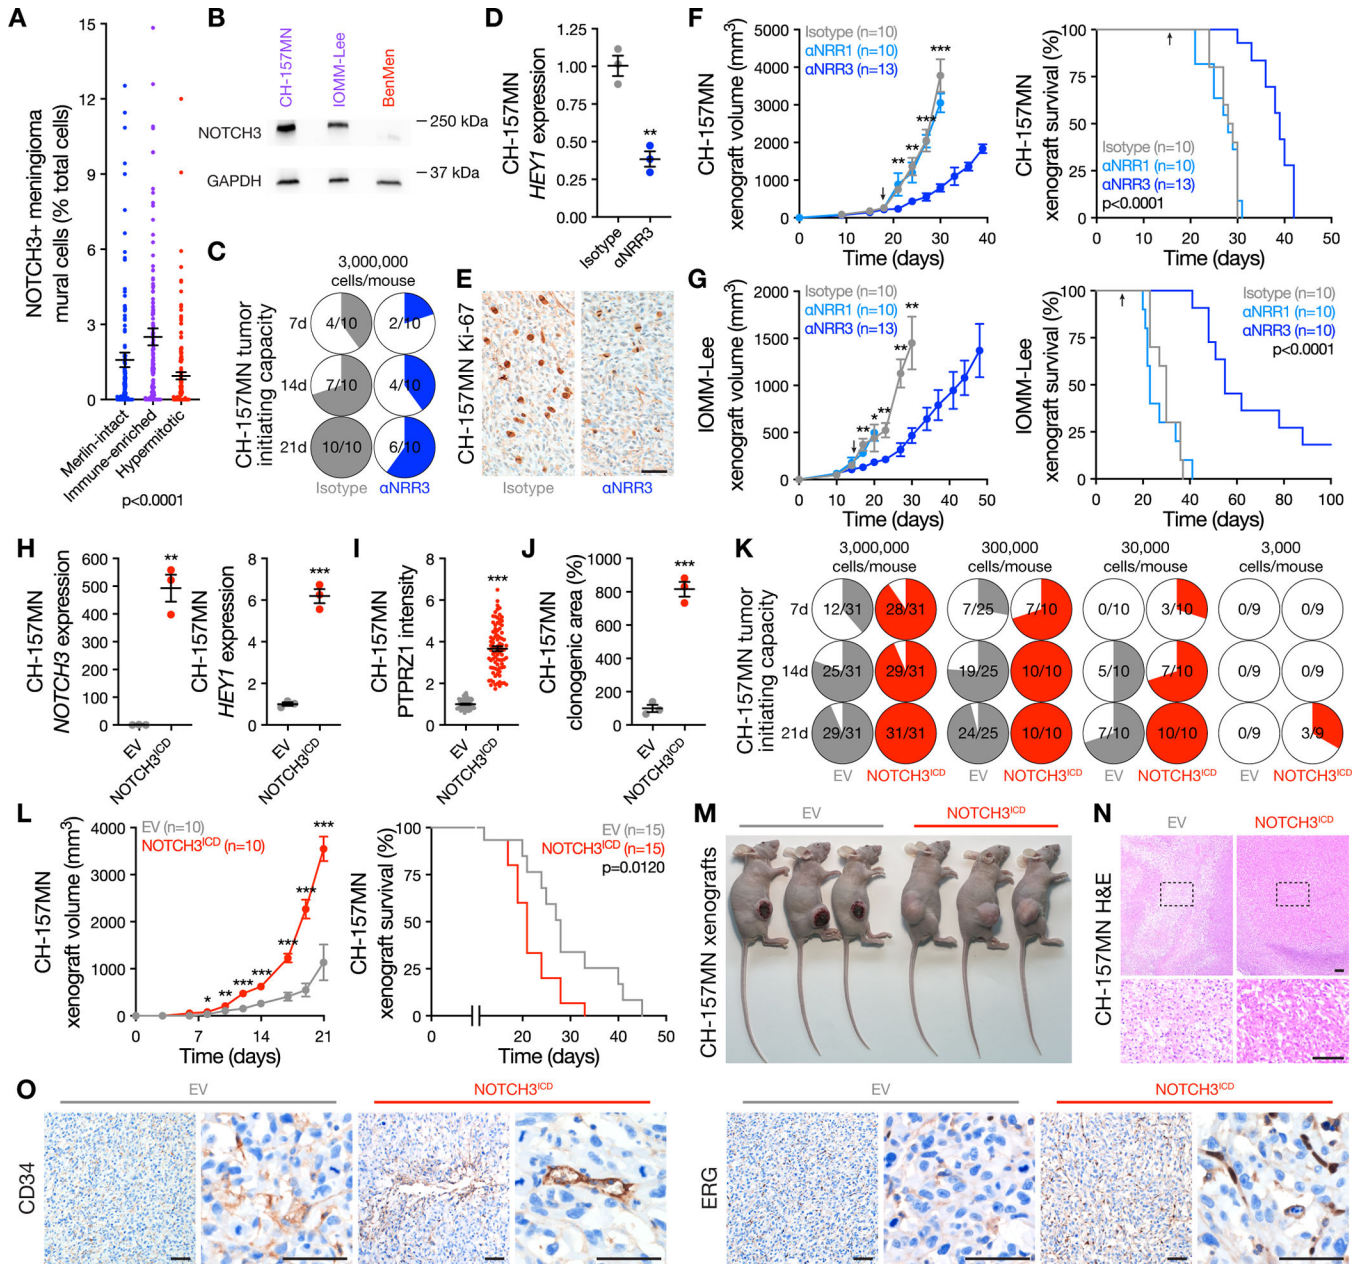 A
NOTCH3+ meningioma
mural cells (% total cells)
15
12
9
6
3
0
Merlin-intact
Immune-enriched
Hypermitotic
p<0.0001
B
CH-157MN
IOMM-Lee
BenMen
NOTCH3
250 kDa
GAPDH
37 kDa
C
3,000,000
cells/mouse
CH-157MN tumor
initiating capacity
7d
4/10
2/10
14d
7/10
4/10
21d
10/10
6/10
Isotype
αNRR3
D
CH-157MN
HEY1 expression
1.25
1.00
0.75
0.50
0.25
0.00
**
Isotype
αNRR3
E
CH-157MN Ki-67
Isotype
αNRR3
F
CH-157MN
xenograft volume (mm³)
5000
4000
3000
2000
1000
0
Isotype (n=10)
αNRR1 (n=10)
αNRR3 (n=13)
** ** *** ***
0 10 20 30 40
Time (days)
CH-157MN
xenograft survival (%)
100
75
50
25
0
Isotype (n=10)
αNRR1 (n=10)
αNRR3 (n=13)
p<0.0001
0 10 20 30 40 50
Time (days)
G
IOMM-Lee
xenograft volume (mm³)
2000
1500
1000
500
0
Isotype (n=10)
αNRR1 (n=10)
αNRR3 (n=13)
** * ** ** **
0 10 20 30 40 50
Time (days)
IOMM-Lee
xenograft survival (%)
100
75
50
25
0
Isotype (n=10)
αNRR1 (n=10)
αNRR3 (n=10)
p<0.0001
0 20 40 60 80 100
Time (days)
H
CH-157MN
NOTCH3 expression
600
500
400
300
200
100
0
**
EV
NOTCH3ICD
CH-157MN
HEY1 expression
8
6
4
2
0
***
EV
NOTCH3ICD
I
CH-157MN
PTPRZ1 intensity
8
6
4
2
0
***
EV
NOTCH3ICD
J
CH-157MN
clonogenic area (%)
1000
800
600
400
200
0
***
EV
NOTCH3ICD
K
3,000,000
cells/mouse
300,000
cells/mouse
30,000
cells/mouse
3,000
cells/mouse
CH-157MN tumor
initiating capacity
7d 12/31 28/31 7/25 7/10 0/10 3/10 0/9 0/9
14d 25/31 29/31 19/25 10/10 5/10 7/10 0/9 0/9
21d 29/31 31/31 24/25 10/10 7/10 10/10 0/9 3/9
EV NOTCH3ICD EV NOTCH3ICD EV NOTCH3ICD EV NOTCH3ICD
L
CH-157MN
xenograft volume (mm³)
4000
3000
2000
1000
0
EV (n=10)
NOTCH3ICD (n=10)
* ** *** *** *** *** ***
0 7 14 21
Time (days)
CH-157MN
xenograft survival (%)
100
75
50
25
0
EV (n=15)
NOTCH3ICD (n=15)
p=0.0120
0 20 30 40 50
Time (days)
M
CH-157MN xenografts
EV
NOTCH3ICD
N
CH-157MN H&E
EV
NOTCH3ICD
O
EV
NOTCH3ICD
CD34
EV
NOTCH3ICD
ERG